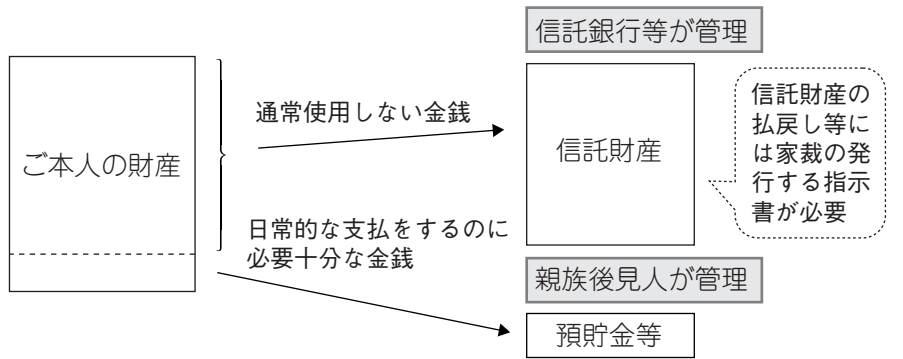 ご本人の財産
通常使用しない金銭
日常的な支払をするのに
必要十分な金銭
信託銀行等が管理
信託財産
信託財産の
払戻し等に
は家裁の発
行する指示
書が必要
親族後見人が管理
預貯金等